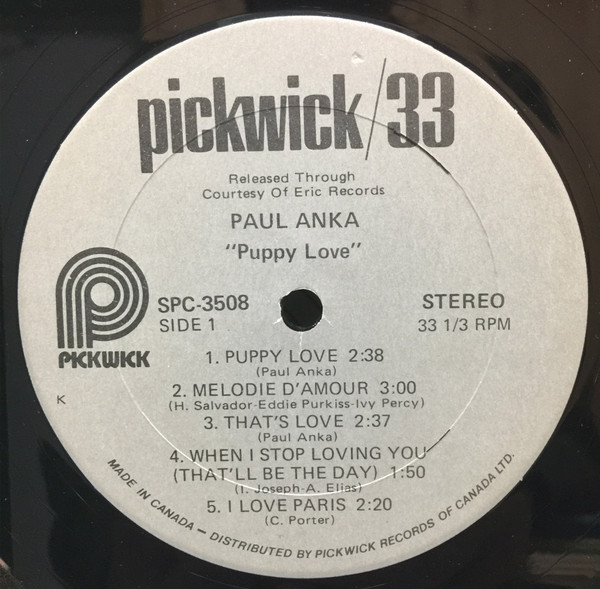 pickwick/33
Released Through
Courtesy Of Eric Records
PAUL ANKA
"Puppy Love"
PICKWICK
SPC-3508
SIDE 1
STEREO
33 1/3 RPM
1. PUPPY LOVE 2:38
(Paul Anka)
2. MELODIE D'AMOUR 3:00
(H. Salvador-Eddie Purkiss-Ivy Percy)
3. THAT'S LOVE 2:37
(Paul Anka)
4. WHEN I STOP LOVING YOU
(THAT'LL BE THE DAY) 1:50
(I. Joseph-A. Elias)
5. I LOVE PARIS 2:20
(C. Porter)
K
MADE IN CANADA – DISTRIBUTED BY PICKWICK RECORDS OF CANADA LTD.